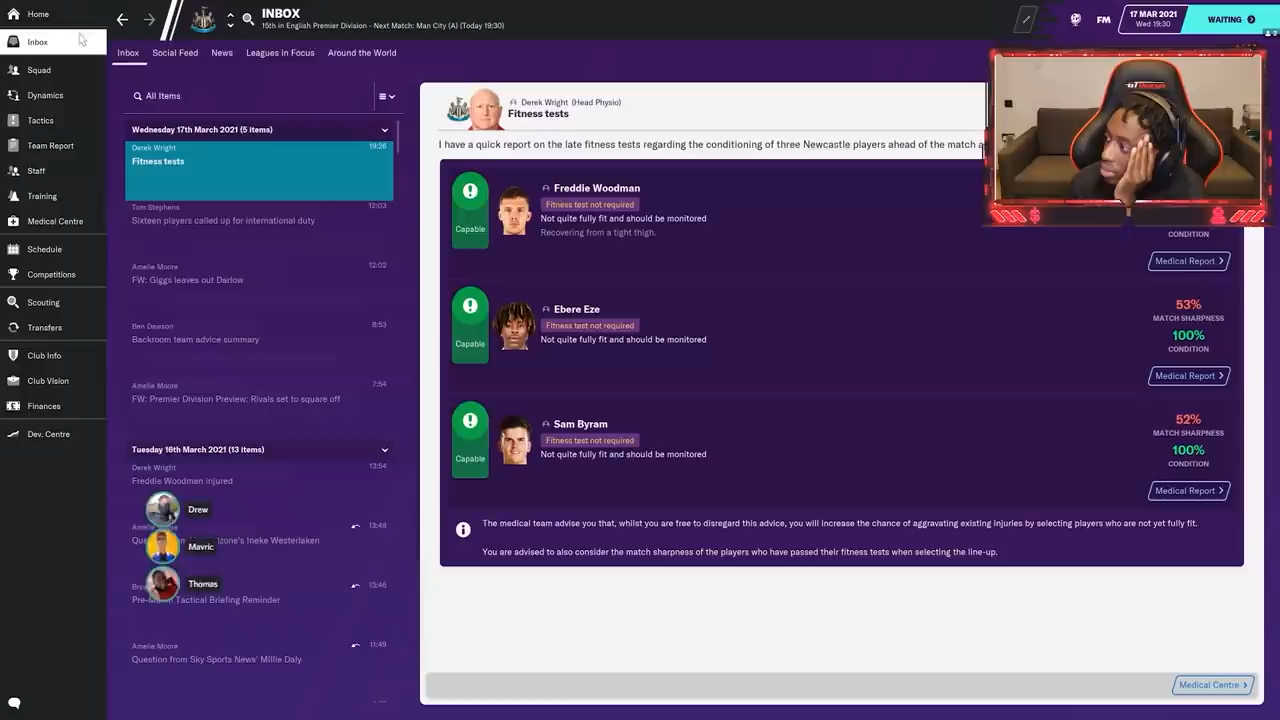 Home
INBOX
15th in English Premier Division - Next Match: Man City (A) (Today 19:30)
FM
17 MAR 2021
Wed 19:30
WAITING
2
Inbox
Squad
Dynamics
Tactics
Team Report
Staff
Training
Medical Centre
Schedule
Competitions
Scouting
Transfers
Club Info
Club Vision
Finances
Dev. Centre
Inbox
Social Feed
News
Leagues in Focus
Around the World
All Items
Wednesday 17th March 2021 (5 items)
Derek Wright
19:26
Fitness tests
Tom Stephens
12:03
Sixteen players called up for international duty
Amelie Moore
12:02
FW: Giggs leaves out Darlow
Ben Dawson
8:53
Backroom team advice summary
Amelie Moore
7:54
FW: Premier Division Preview: Rivals set to square off
Tuesday 16th March 2021 (13 items)
Derek Wright
13:54
Freddie Woodman injured
Drew
13:49
Ineke Westerlaken
Mavric
Thomas
13:46
Tactical Briefing Reminder
Amelie Moore
11:49
Question from Sky Sports News' Millie Daly
Derek Wright (Head Physio)
Fitness tests
I have a quick report on the late fitness tests regarding the conditioning of three Newcastle players ahead of the match a
Capable
Freddie Woodman
Fitness test not required
Not quite fully fit and should be monitored
Recovering from a tight thigh.
CONDITION
Medical Report
Capable
Ebere Eze
Fitness test not required
Not quite fully fit and should be monitored
53%
MATCH SHARPNESS
100%
CONDITION
Medical Report
Capable
Sam Byram
Fitness test not required
Not quite fully fit and should be monitored
52%
MATCH SHARPNESS
100%
CONDITION
Medical Report
The medical team advise you that, whilst you are free to disregard this advice, you will increase the chance of aggravating existing injuries by selecting players who are not yet fully fit.
You are advised to also consider the match sharpness of the players who have passed their fitness tests when selecting the line-up.
Medical Centre